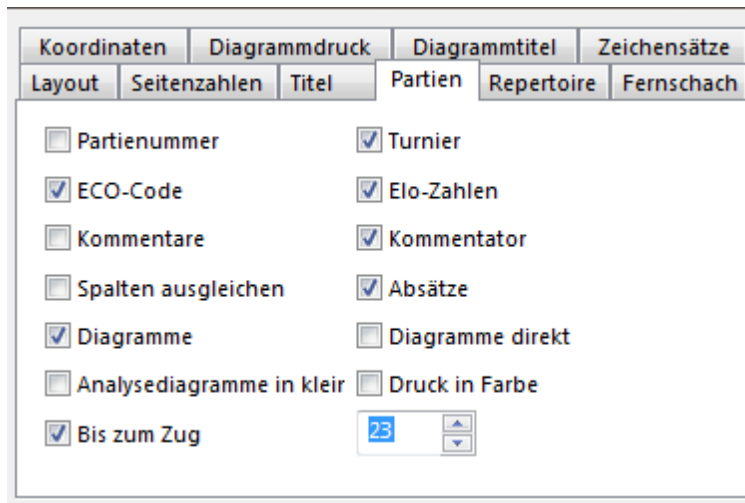 Koordinaten Diagrammdruck Diagrammtitel Zeichensätze
Layout Seitenzahlen Titel Partien Repertoire Fernschach
Partienummer Turnier
ECO-Code Elo-Zahlen
Kommentare Kommentator
Spalten ausgleichen Absätze
Diagramme Diagramme direkt
Analysediagramme in kleir Druck in Farbe
Bis zum Zug 23